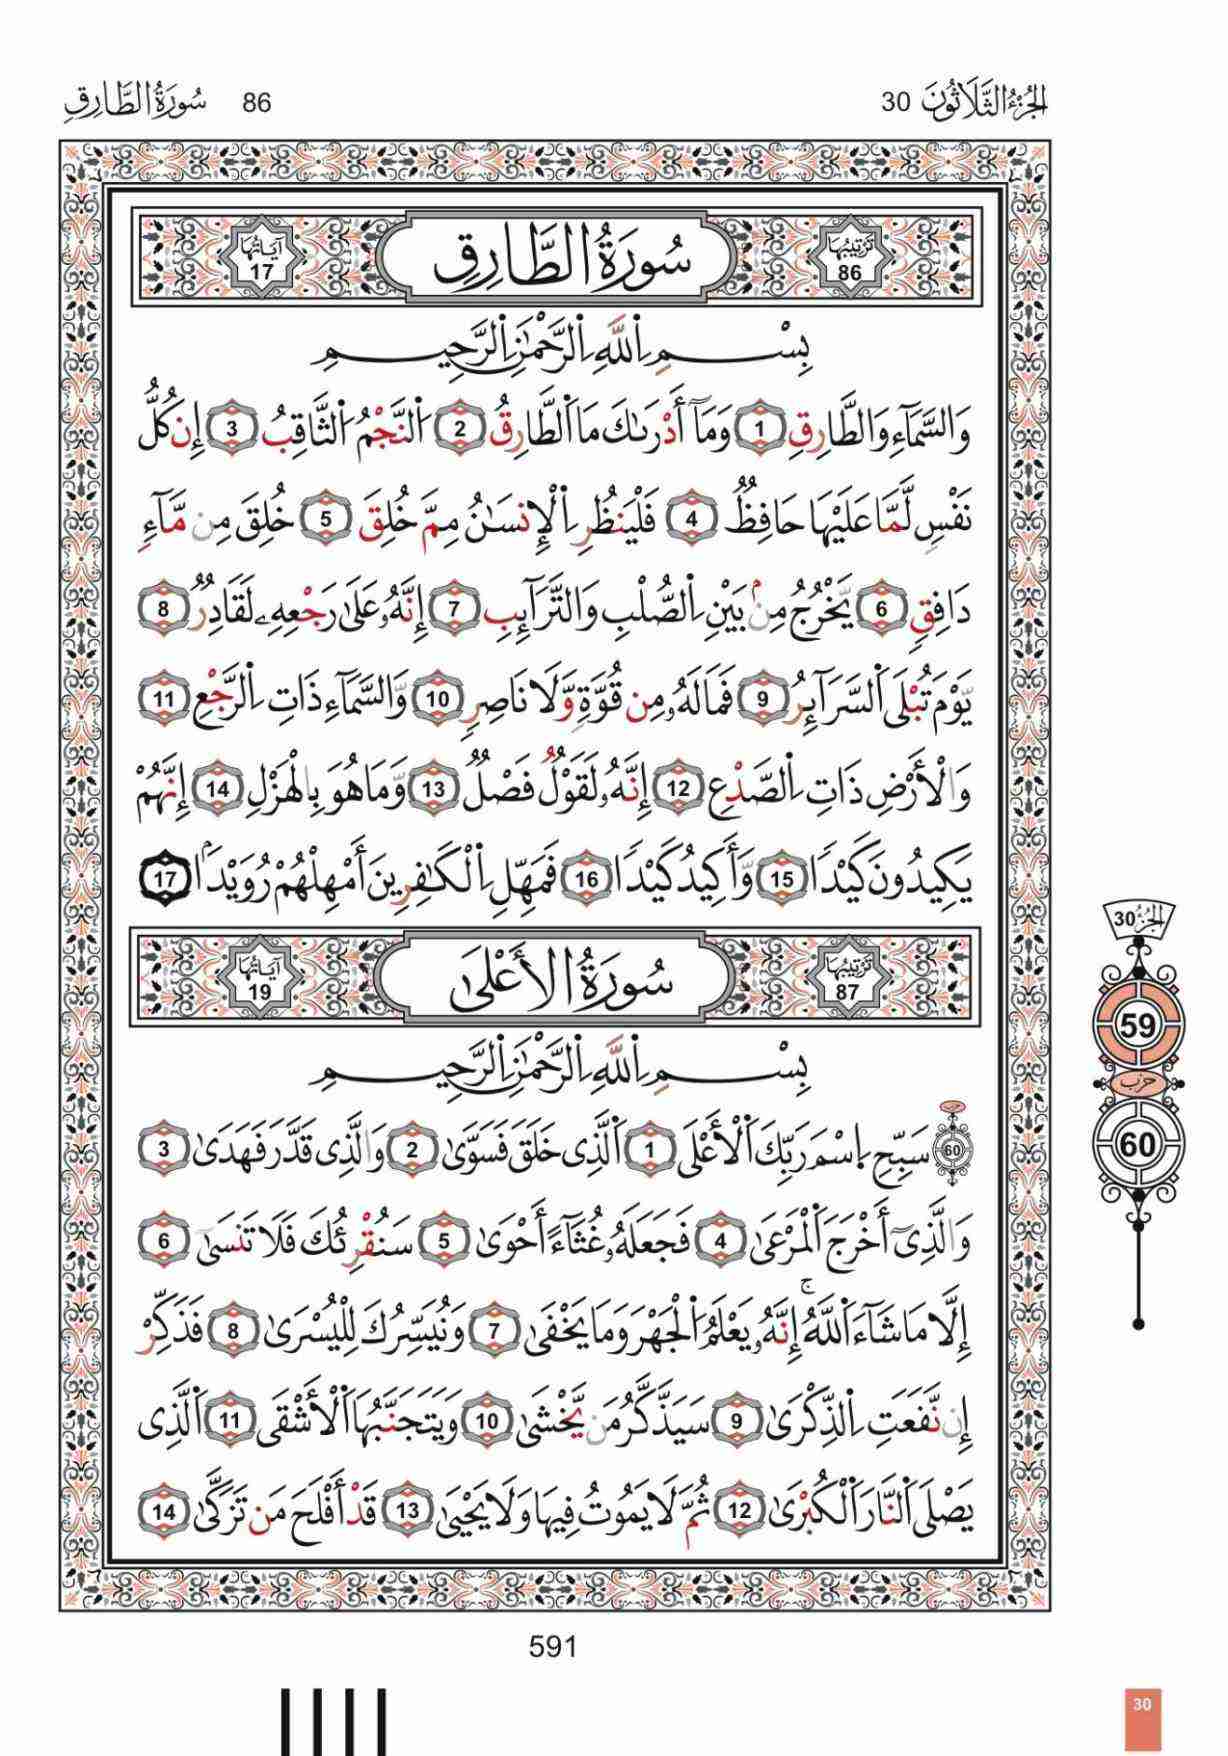 الجزء الثلاثون 30
86 سورة الطارق
ترتيبها 86
سُورَةُ الطَّارِقِ
آياتها 17
بِسْمِ اللَّهِ الرَّحْمَٰنِ الرَّحِيمِ
وَالسَّمَآءِ وَالطَّارِقِ 1 وَمَآ أَدْرَىٰكَ مَا الطَّارِقُ 2 النَّجْمُ الثَّاقِبُ 3 إِن كُلُّ
نَفْسٍ لَّمَّا عَلَيْهَا حَافِظٌ 4 فَلْيَنظُرِ الْإِنسَٰنُ مِمَّ خُلِقَ 5 خُلِقَ مِن مَّآءٍ
دَافِقٍ 6 يَخْرُجُ مِنۢ بَيْنِ الصُّلْبِ وَالتَّرَآئِبِ 7 إِنَّهُۥ عَلَىٰ رَجْعِهِۦ لَقَادِرٌ 8
يَوْمَ تُبْلَى السَّرَآئِرُ 9 فَمَا لَهُۥ مِن قُوَّةٍ وَلَا نَاصِرٍ 10 وَالسَّمَآءِ ذَاتِ الرَّجْعِ 11
وَالْأَرْضِ ذَاتِ الصَّدْعِ 12 إِنَّهُۥ لَقَوْلٌ فَصْلٌ 13 وَمَا هُوَ بِالْهَزْلِ 14 إِنَّهُمْ
يَكِيدُونَ كَيْدًا 15 وَأَكِيدُ كَيْدًا 16 فَمَهِّلِ الْكَٰفِرِينَ أَمْهِلْهُمْ رُوَيْدًا 17
ترتيبها 87
سُورَةُ الأَعْلَىٰ
آياتها 19
بِسْمِ اللَّهِ الرَّحْمَٰنِ الرَّحِيمِ
حزب 60
سَبِّحِ اسْمَ رَبِّكَ الْأَعْلَى 1 الَّذِى خَلَقَ فَسَوَّىٰ 2 وَالَّذِى قَدَّرَ فَهَدَىٰ 3
وَالَّذِىٓ أَخْرَجَ الْمَرْعَىٰ 4 فَجَعَلَهُۥ غُثَآءً أَحْوَىٰ 5 سَنُقْرِئُكَ فَلَا تَنسَىٰٓ 6
إِلَّا مَا شَآءَ اللَّهُ ۚ إِنَّهُۥ يَعْلَمُ الْجَهْرَ وَمَا يَخْفَىٰ 7 وَنُيَسِّرُكَ لِلْيُسْرَىٰ 8 فَذَكِّرْ
إِن نَّفَعَتِ الذِّكْرَىٰ 9 سَيَذَّكَّرُ مَن يَخْشَىٰ 10 وَيَتَجَنَّبُهَا الْأَشْقَى 11 الَّذِى
يَصْلَى النَّارَ الْكُبْرَىٰ 12 ثُمَّ لَا يَمُوتُ فِيهَا وَلَا يَحْيَىٰ 13 قَدْ أَفْلَحَ مَن تَزَكَّىٰ 14
الجزء 30
59
حزب
60
591
30